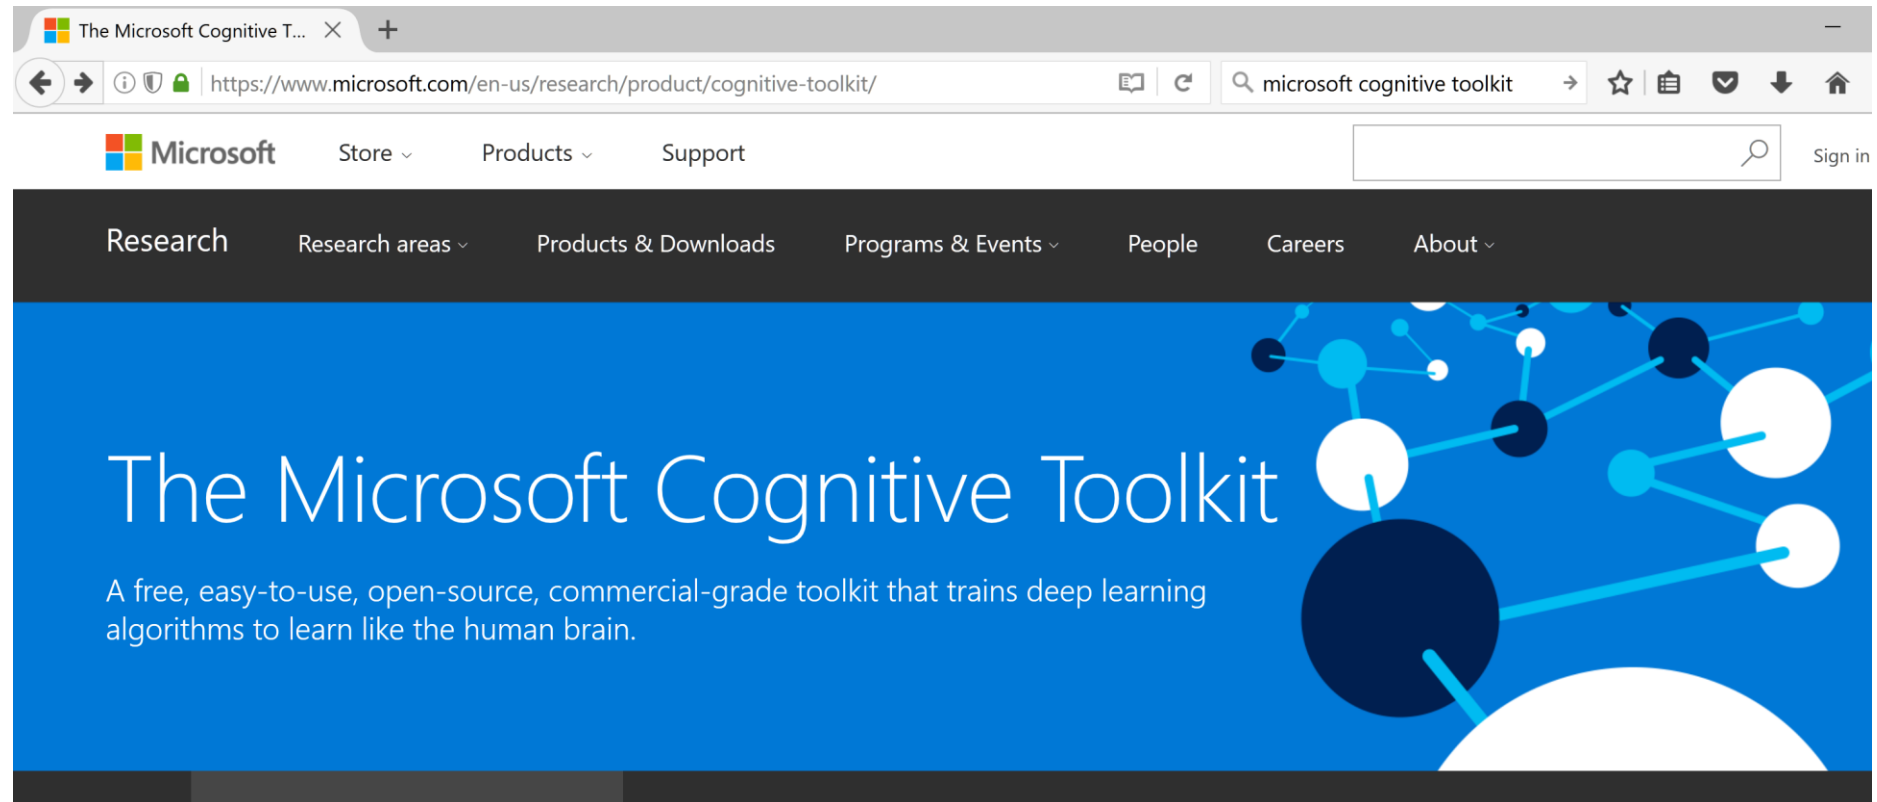 The Microsoft Cognitive T...
https://www.microsoft.com/en-us/research/product/cognitive-toolkit/
microsoft cognitive toolkit
Microsoft Store Products Support Sign in
Research Research areas Products & Downloads Programs & Events People Careers About
The Microsoft Cognitive Toolkit
A free, easy-to-use, open-source, commercial-grade toolkit that trains deep learning
algorithms to learn like the human brain.